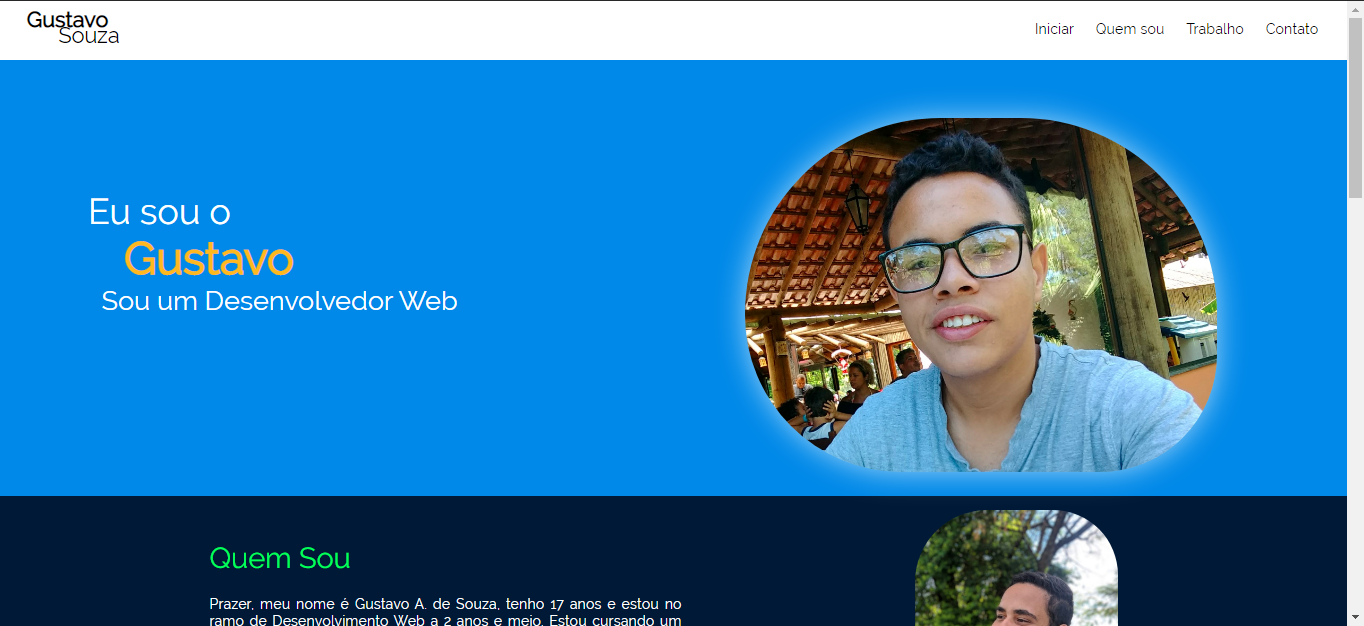 Gustavo
Souza
Iniciar Quem sou Trabalho Contato
Eu sou o
Gustavo
Sou um Desenvolvedor Web
Quem Sou
Prazer, meu nome é Gustavo A. de Souza, tenho 17 anos e estou no
ramo de Desenvolvimento Web a 2 anos e meio. Estou cursando um